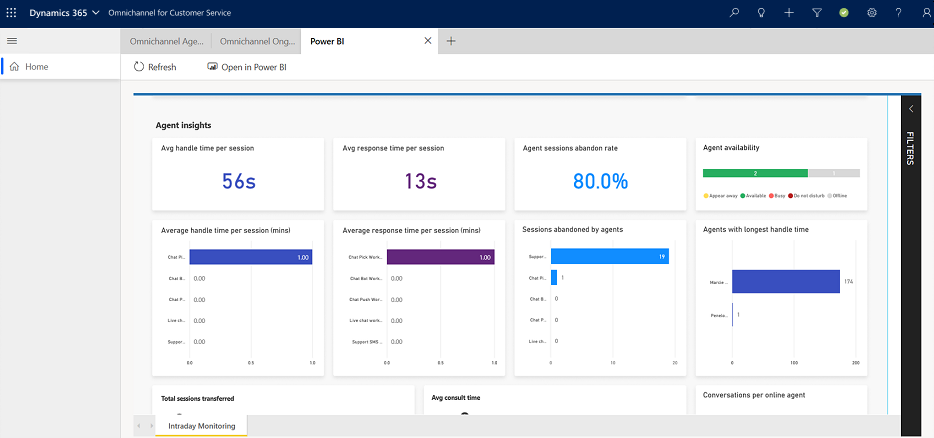 Dynamics 365 Omnichannel for Customer Service
Omnichannel Age... Omnichannel Ong... Power BI
Home
Refresh Open in Power BI
FILTERS
Agent insights
Avg handle time per session
56s
Avg response time per session
13s
Agent sessions abandon rate
80.0%
Agent availability
2 1
Appear away Available Busy Do not disturb Offline
Average handle time per session (mins)
Chat Pi... 1.00
Chat B... 0.00
Chat P... 0.00
Live ch... 0.00
Suppor... 0.00
0.0 0.5 1.0
Average response time per session (mins)
Chat Pick Work... 1.00
Chat Bot Work... 0.00
Chat Push Wor... 0.00
Live chat work... 0.00
Support SMS ... 0.00
0.0 0.5 1.0
Sessions abandoned by agents
Suppor... 19
Chat Pi... 1
Chat B... 0
Chat P... 0
Live ch... 0
0 10 20
Agents with longest handle time
Marcie ... 174
Penelo... 1
0 100 200
Total sessions transferred
Avg consult time
Conversations per online agent
Intraday Monitoring